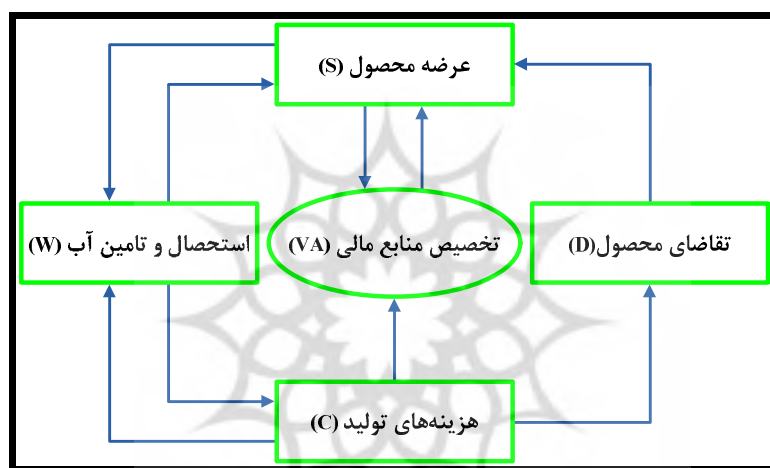 عرضه محصول (S)
تقاضای محصول(D)
تخصیص منابع مالی (VA)
استحصال و تامین آب (W)
هزینه‌های تولید (C)